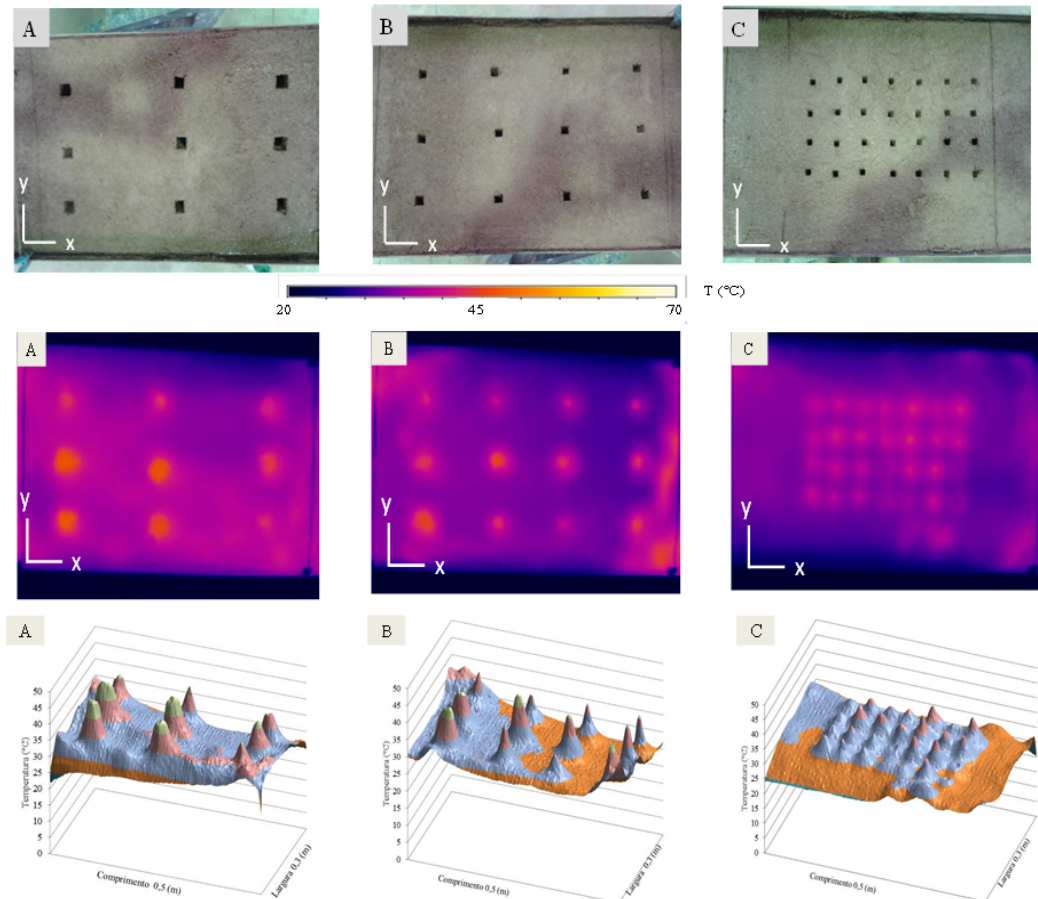 A
B
C
y
x
y
x
y
x
20
45
70
T (°C)
A
B
C
y
x
y
x
y
x
A
B
C
50
45
40
35
30
25
20
15
10
5
0
Temperatura (°C)
Comprimento 0,5 (m)
Largura 0,3 (m)
50
45
40
35
30
25
20
15
10
5
0
Temperatura (°C)
Comprimento 0,5 (m)
Largura 0,3 (m)
50
45
40
35
30
25
20
15
10
5
0
Temperatura (°C)
Comprimento 0,5 (m)
Largura 0,3 (m)